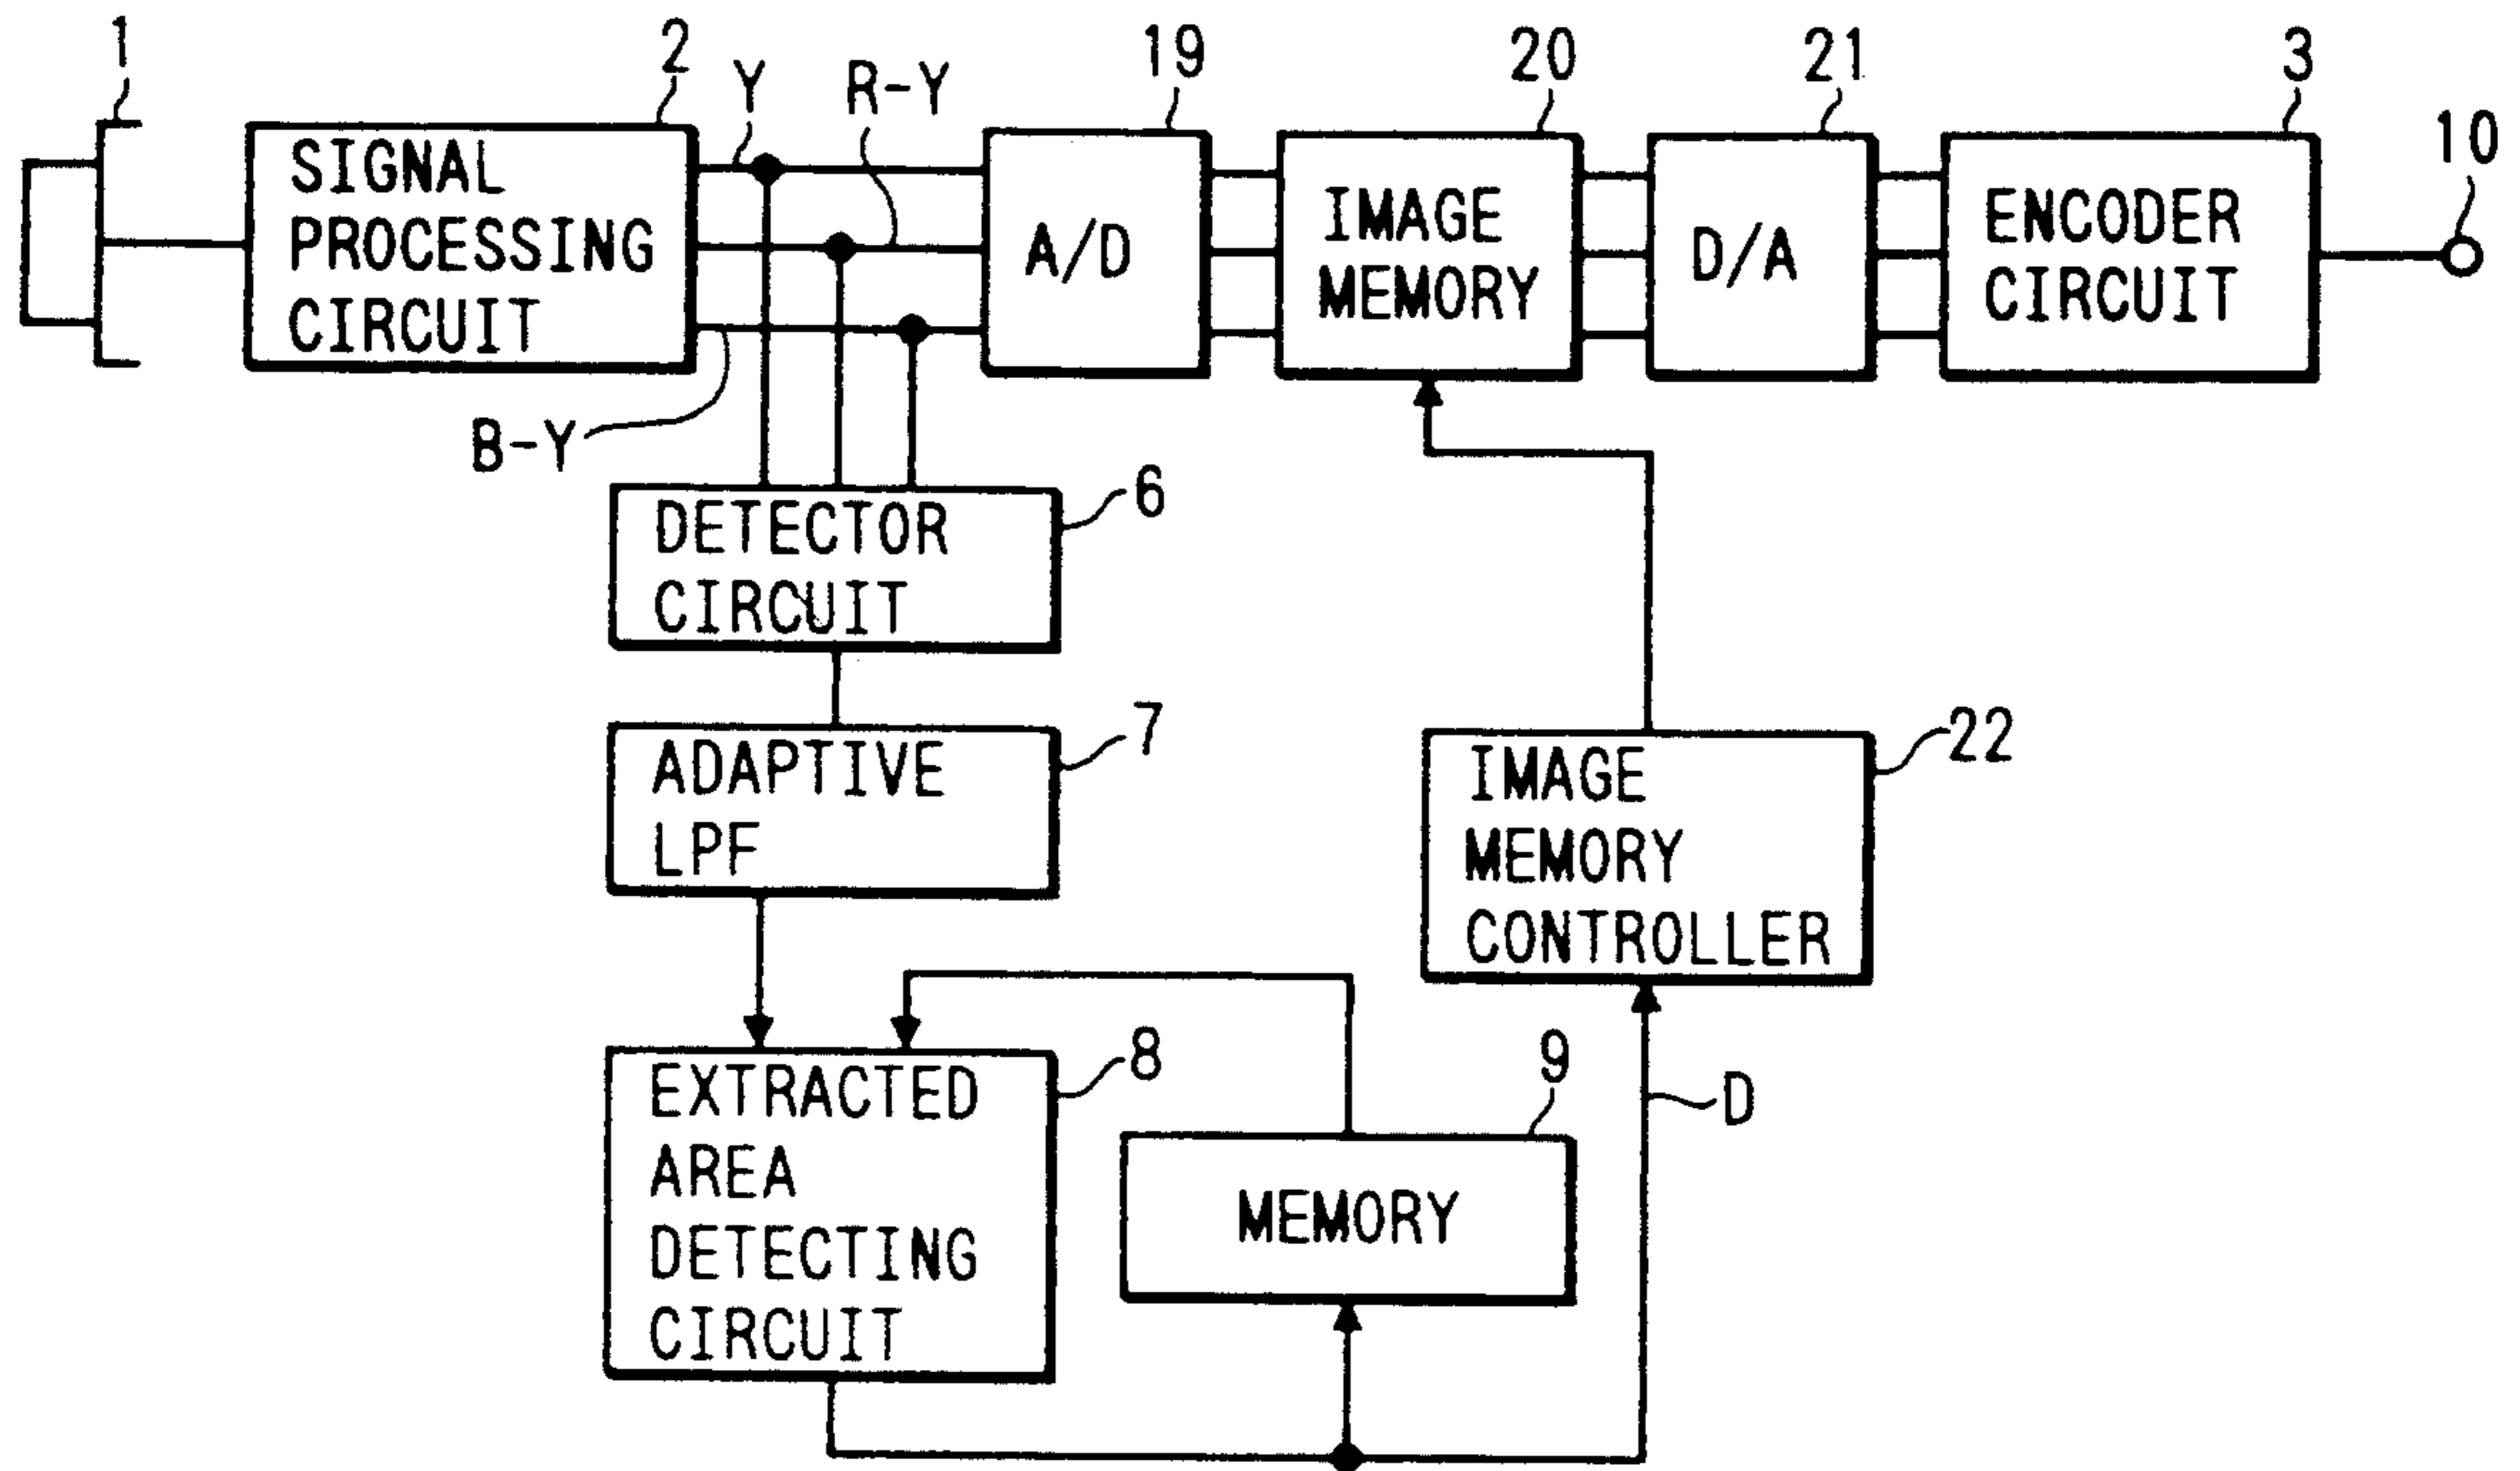 1
2
Y
R-Y
19
20
21
3
10
SIGNAL
PROCESSING
CIRCUIT
A/D
IMAGE
MEMORY
D/A
ENCODER
CIRCUIT
B-Y
DETECTOR
CIRCUIT
6
ADAPTIVE
LPF
7
IMAGE
MEMORY
CONTROLLER
22
EXTRACTED
AREA
DETECTING
CIRCUIT
8
9
MEMORY
D